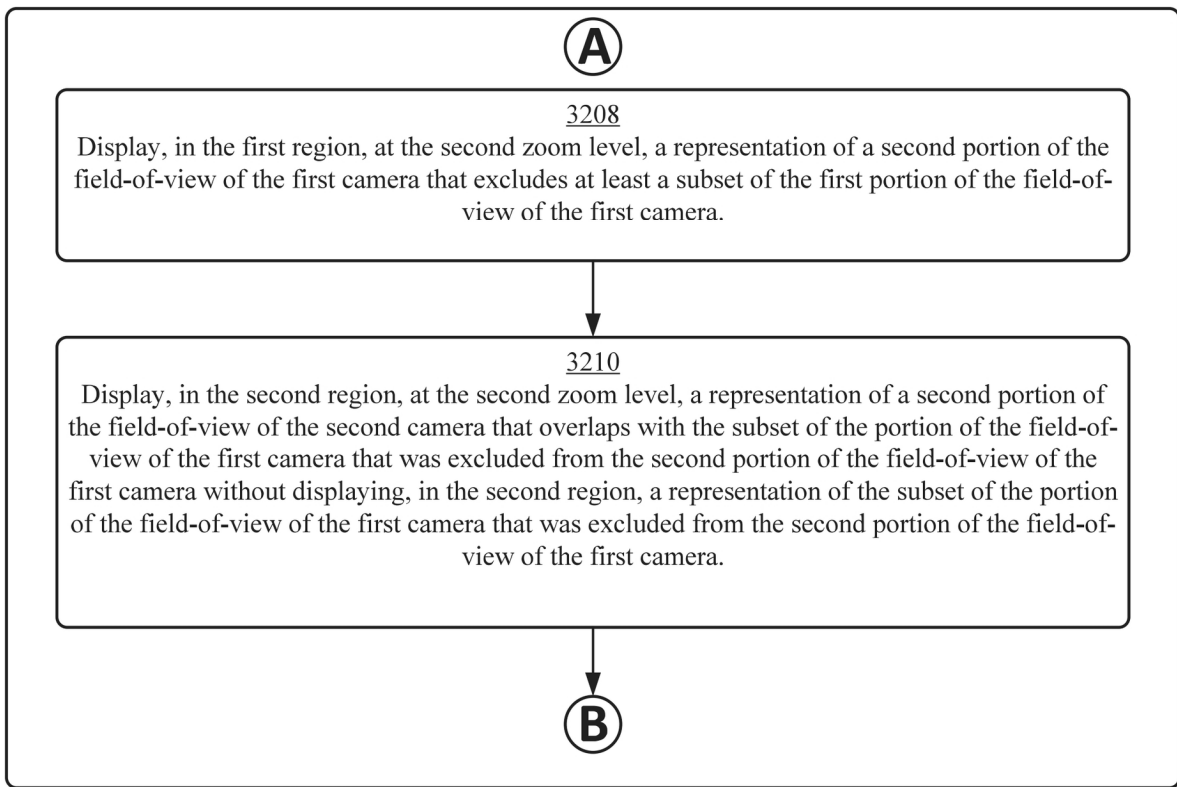 A
3208
Display, in the first region, at the second zoom level, a representation of a second portion of the
field-of-view of the first camera that excludes at least a subset of the first portion of the field-of-
view of the first camera.
3210
Display, in the second region, at the second zoom level, a representation of a second portion of
the field-of-view of the second camera that overlaps with the subset of the portion of the field-of-
view of the first camera that was excluded from the second portion of the field-of-view of the
first camera without displaying, in the second region, a representation of the subset of the portion
of the field-of-view of the first camera that was excluded from the second portion of the field-of-
view of the first camera.
B